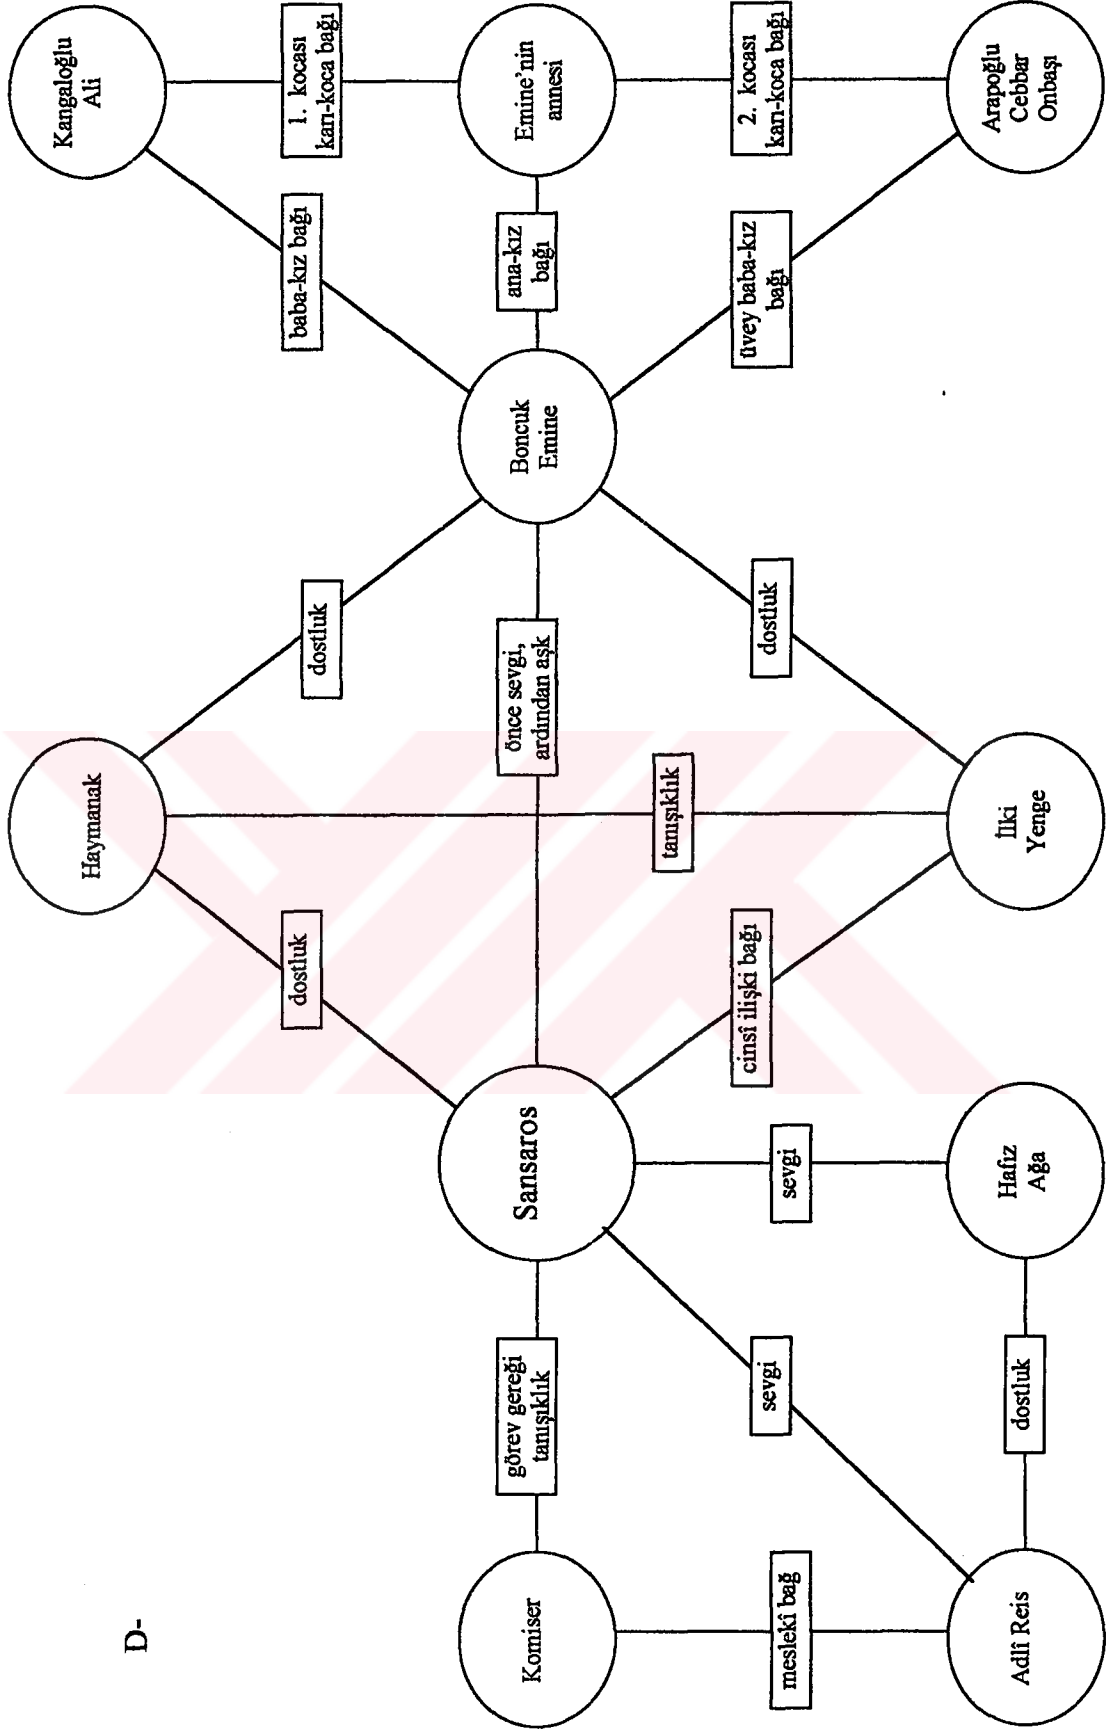 D-
Haymanak
Kangaloğlu
Ali
dostluk
dostluk
baba-kız bağı
1. kocası
karı-koca bağı
Komiser
görev gereği
tanışıklık
Sansaros
önce sevgi,
ardından aşk
Boncuk
Emine
ana-kız
bağı
Emine'nin
annesi
tanışıklık
meslekî bağ
sevgi
sevgi
cinsî ilişki bağı
dostluk
üvey baba-kız
bağı
2. kocası
karı-koca bağı
Adlî Reis
dostluk
Hafız
Ağa
İlki
Yenge
Arapoğlu
Cebbar
Onbaşı